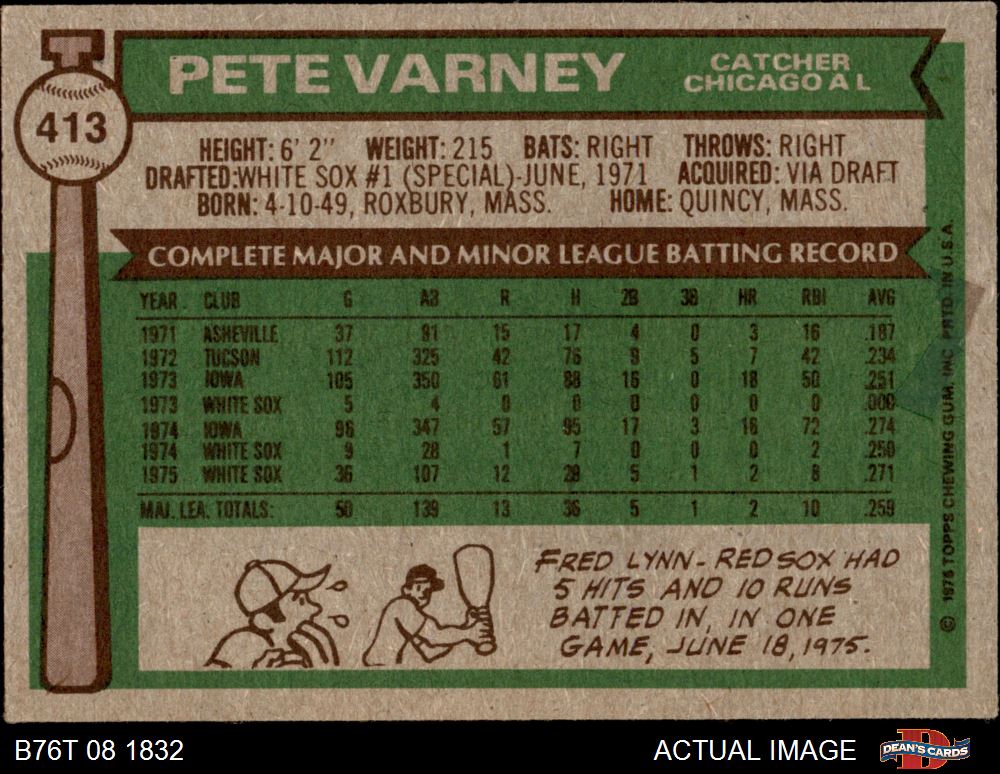 PETE VARNEY
CATCHER
CHICAGO A L
413
HEIGHT: 6' 2" WEIGHT: 215 BATS: RIGHT THROWS: RIGHT
DRAFTED: WHITE SOX #1 (SPECIAL)-JUNE, 1971 ACQUIRED: VIA DRAFT
BORN: 4-10-49, ROXBURY, MASS. HOME: QUINCY, MASS.
COMPLETE MAJOR AND MINOR LEAGUE BATTING RECORD
YEAR CLUB G AB R H 2B 3B HR RBI AVG
1971 ASHEVILLE 37 91 15 17 4 0 3 16 .187
1972 TUCSON 112 325 42 76 9 5 7 42 .234
1973 IOWA 105 350 61 88 16 0 18 50 .251
1973 WHITE SOX 5 4 0 0 0 0 0 0 .000
1974 IOWA 96 347 57 95 17 3 16 72 .274
1974 WHITE SOX 9 28 1 7 0 0 0 2 .250
1975 WHITE SOX 36 107 12 29 5 1 2 8 .271
MAJ. LEA. TOTALS: 50 139 13 36 5 1 2 10 .259
FRED LYNN-REDSOX HAD
5 HITS AND 10 RUNS
BATTED IN, IN ONE
GAME, JUNE 18, 1975.
© 1976 TOPPS CHEWING GUM, INC. PRTD. IN U.S.A.
B76T 08 1832
ACTUAL IMAGE
DEAN'S CARDS